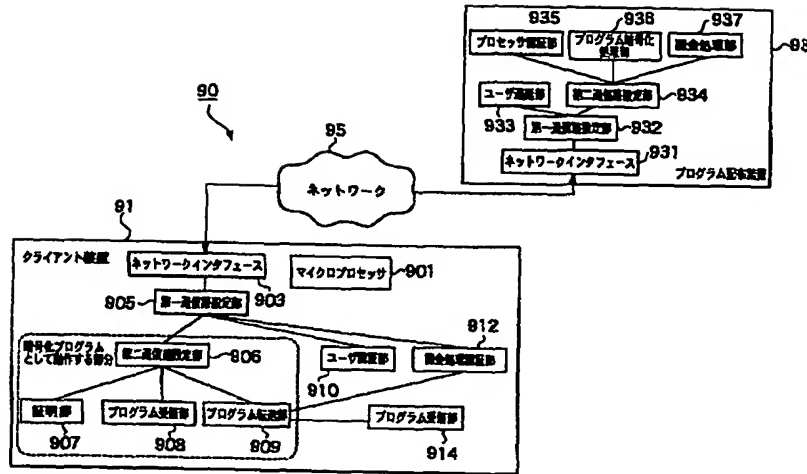 935
936
937
プロセッサ認証部
プログラム暗号化処理部
課金処理部
93
90
ユーザ認証部
第二通信路設定部
934
933
第一通信路設定部
932
95
ネットワークインタフェース
931
ネットワーク
プログラム配布装置
91
クライアント装置
ネットワークインタフェース
903
マイクロプロセッサ
901
905
第一通信路設定部
912
暗号化プログラム
として動作する部分
第二通信路設定部
906
ユーザ認証部
910
課金処理認証部
証明部
907
プログラム受信部
908
プログラム転送部
909
プログラム受信部
914